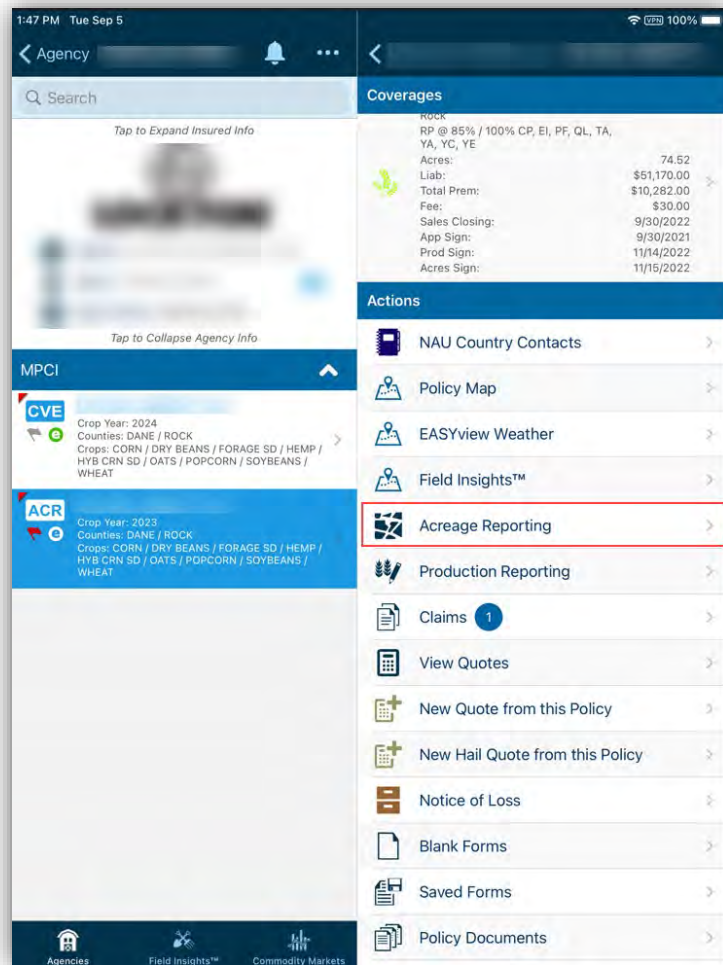 1:47 PM Tue Sep 5
VPN 100%
Agency
Search
Tap to Expand Insured Info
Tap to Collapse Agency Info
MPCI
CVE
e
Crop Year: 2024
Counties: DANE / ROCK
Crops: CORN / DRY BEANS / FORAGE SD / HEMP /
HYB CRN SD / OATS / POPCORN / SOYBEANS /
WHEAT
ACR
e
Crop Year: 2023
Counties: DANE / ROCK
Crops: CORN / DRY BEANS / FORAGE SD / HEMP /
HYB CRN SD / OATS / POPCORN / SOYBEANS /
WHEAT
Agencies
Field Insights™
Commodity Markets
Coverages
Rock
RP @ 85% / 100% CP, EI, PF, QL, TA,
YA, YC, YE
Acres: 74.52
Liab: $51,170.00
Total Prem: $10,282.00
Fee: $30.00
Sales Closing: 9/30/2022
App Sign: 9/30/2021
Prod Sign: 11/14/2022
Acres Sign: 11/15/2022
Actions
NAU Country Contacts
Policy Map
EASYview Weather
Field Insights™
Acreage Reporting
Production Reporting
Claims 1
View Quotes
New Quote from this Policy
New Hail Quote from this Policy
Notice of Loss
Blank Forms
Saved Forms
Policy Documents